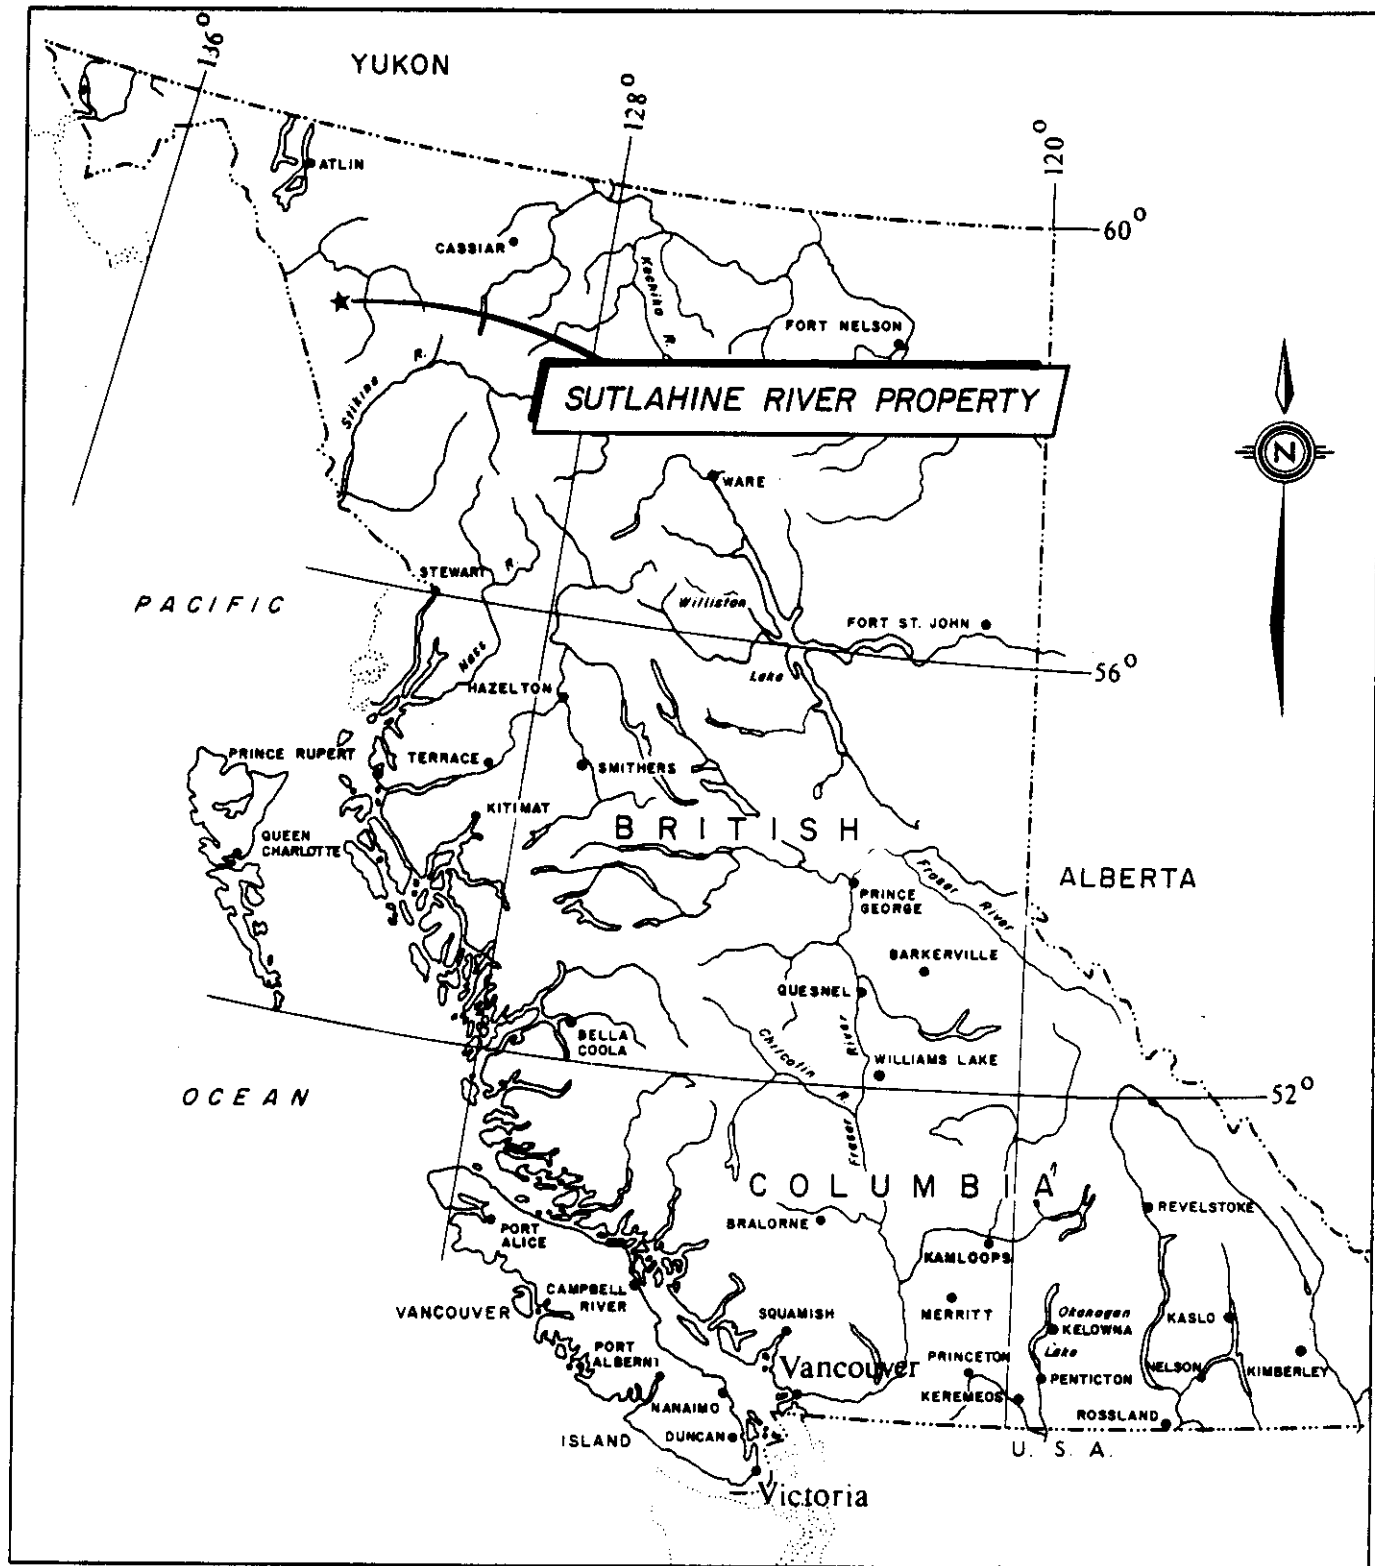 136°
YUKON
128°
120°
ATLIN
60°
CASSIAR
Kechika R.
FORT NELSON
Stikine R.
SUTLAHINE RIVER PROPERTY
N
WARE
STEWART
R.
PACIFIC
Williston
FORT ST. JOHN
Nass
56°
Lake
HAZELTON
PRINCE RUPERT
TERRACE
SMITHERS
KITIMAT
BRITISH
QUEEN
CHARLOTTE
Fraser River
ALBERTA
PRINCE
GEORGE
BARKERVILLE
QUESNEL
BELLA
COOLA
Chilcotin R.
Fraser River
WILLIAMS LAKE
OCEAN
52°
COLUMBIA
REVELSTOKE
PORT
ALICE
BRALORNE
KAMLOOPS
CAMPBELL
RIVER
VANCOUVER
MERRITT
Okanagan
KELOWNA
Lake
KASLO
SQUAMISH
PORT
ALBERNI
Vancouver
PRINCETON
PENTICTON
NELSON
KIMBERLEY
NANAIMO
KEREMEOS
ROSSLAND
ISLAND
DUNCAN
U. S. A.
Victoria